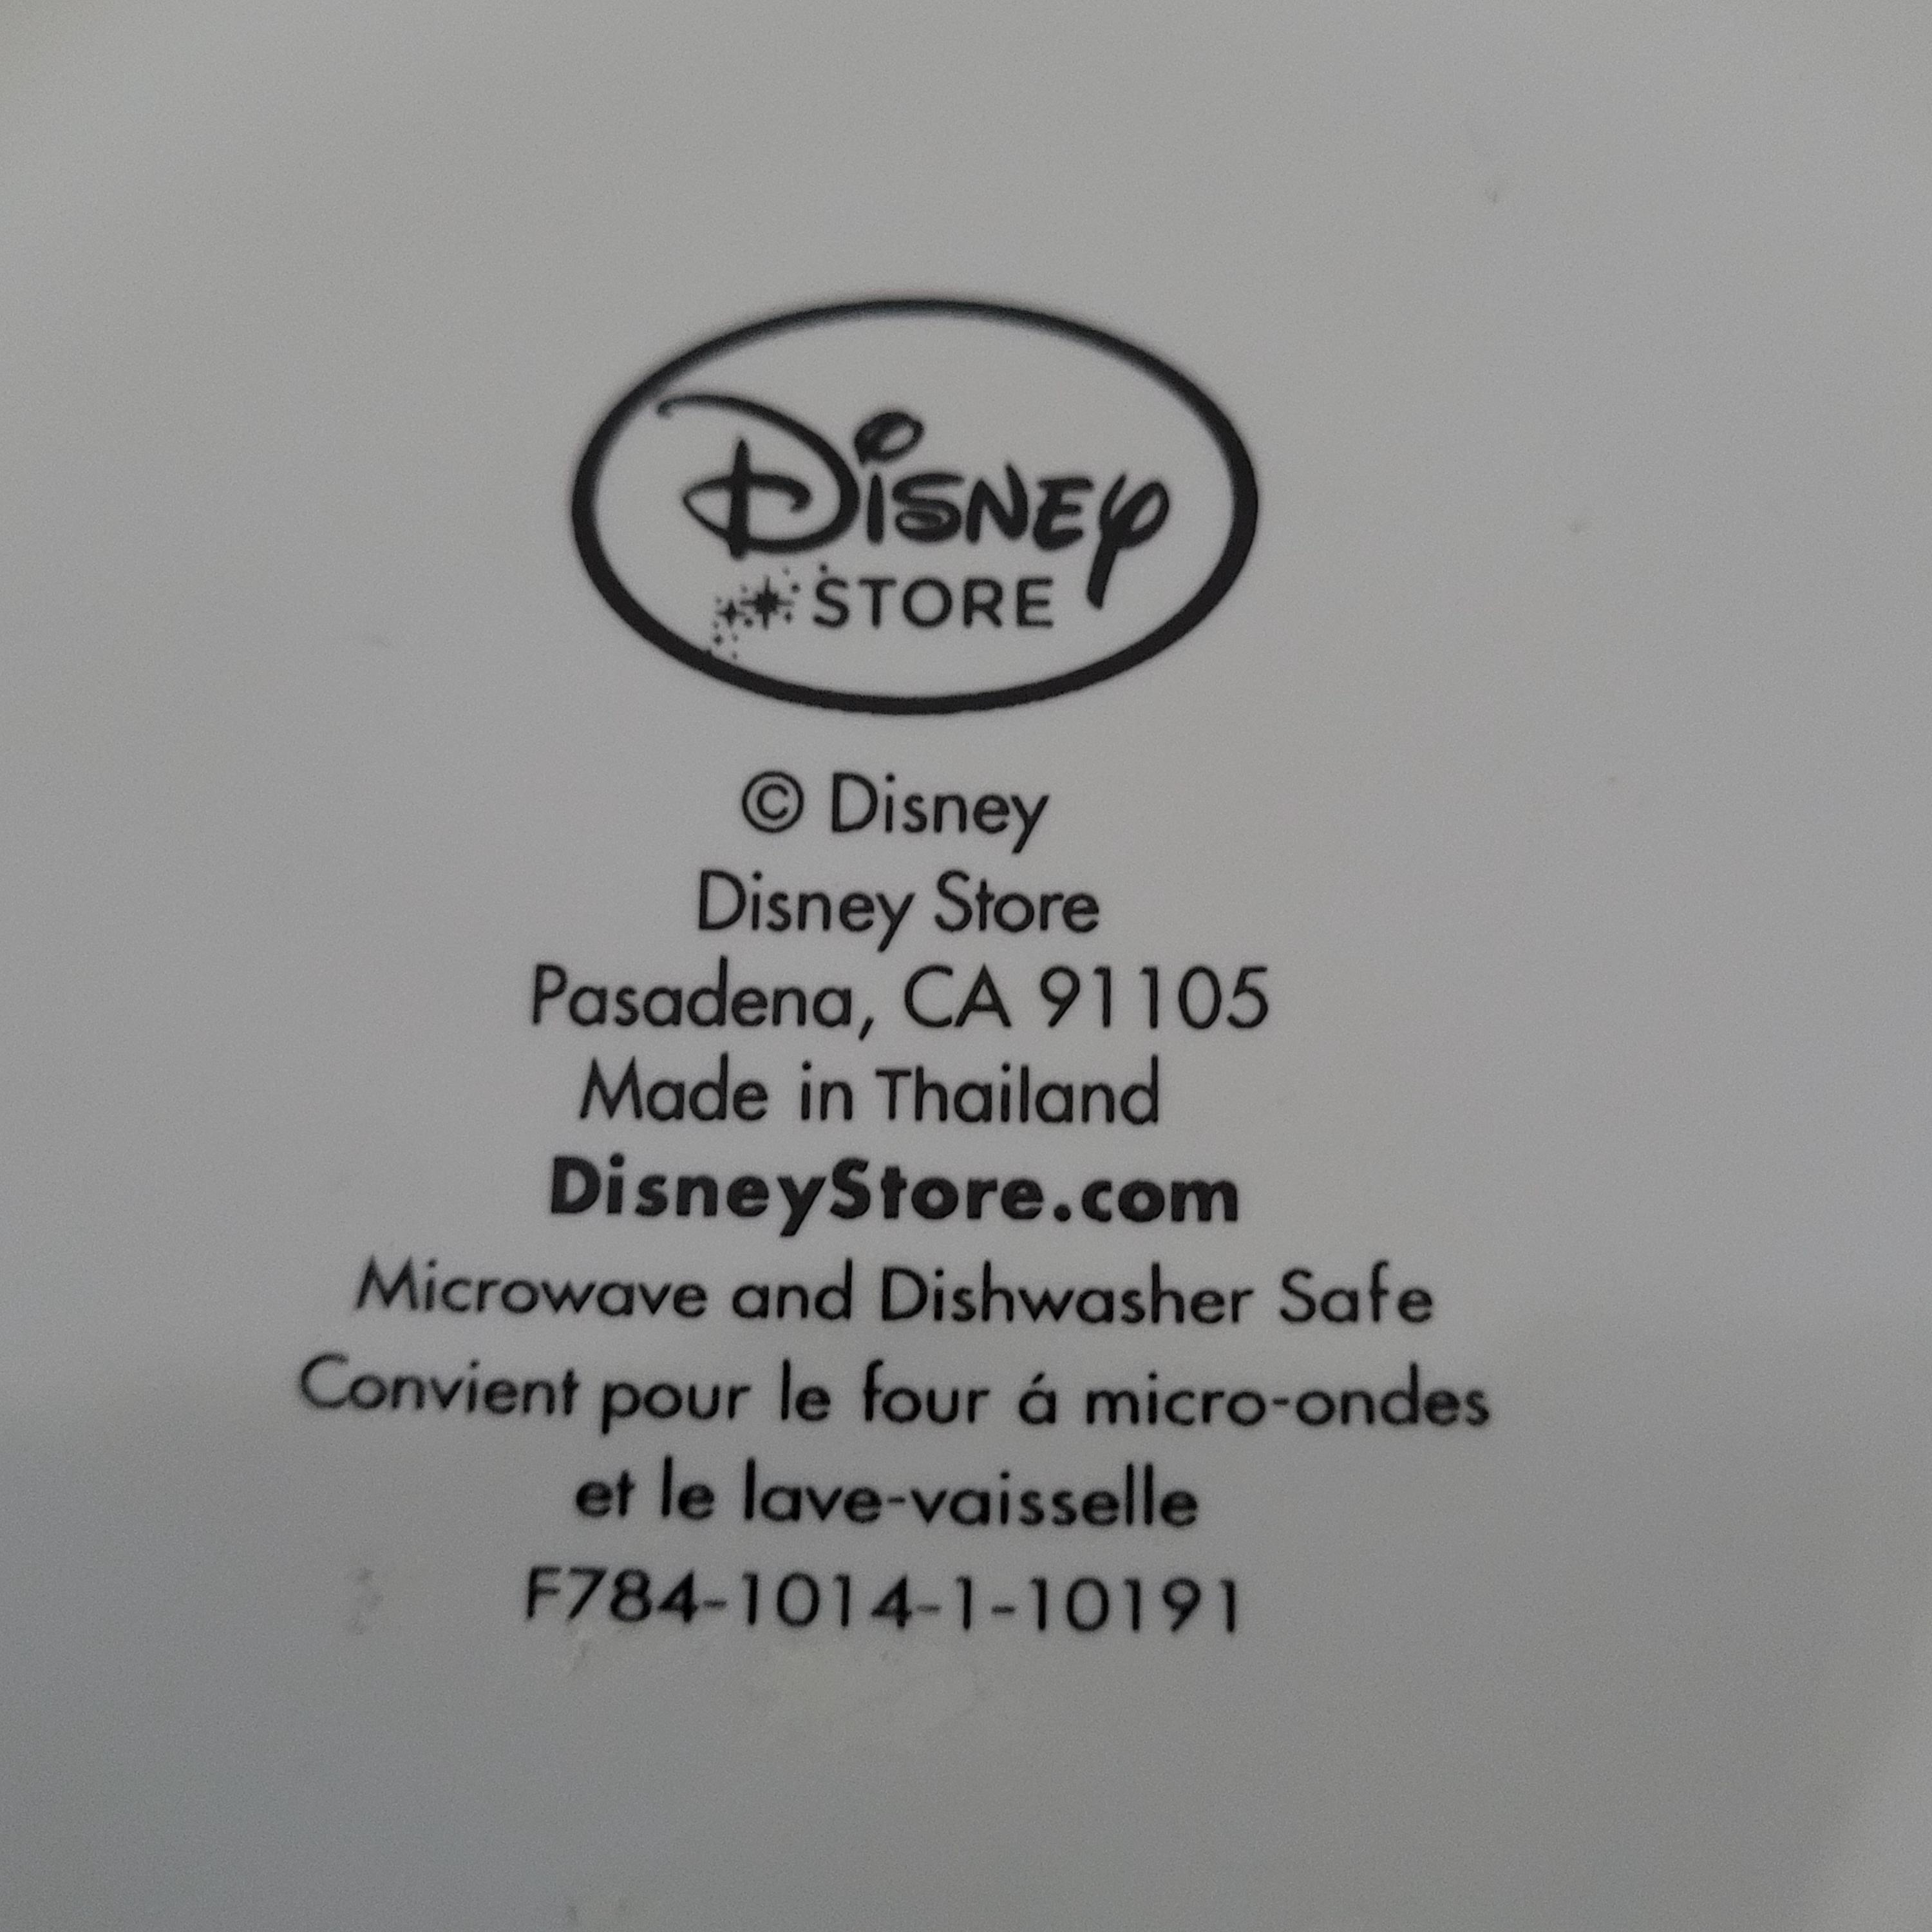 Disney
STORE
© Disney
Disney Store
Pasadena, CA 91105
Made in Thailand
DisneyStore.com
Microwave and Dishwasher Safe
Convient pour le four á micro-ondes
et le lave-vaisselle
F784-1014-1-10191